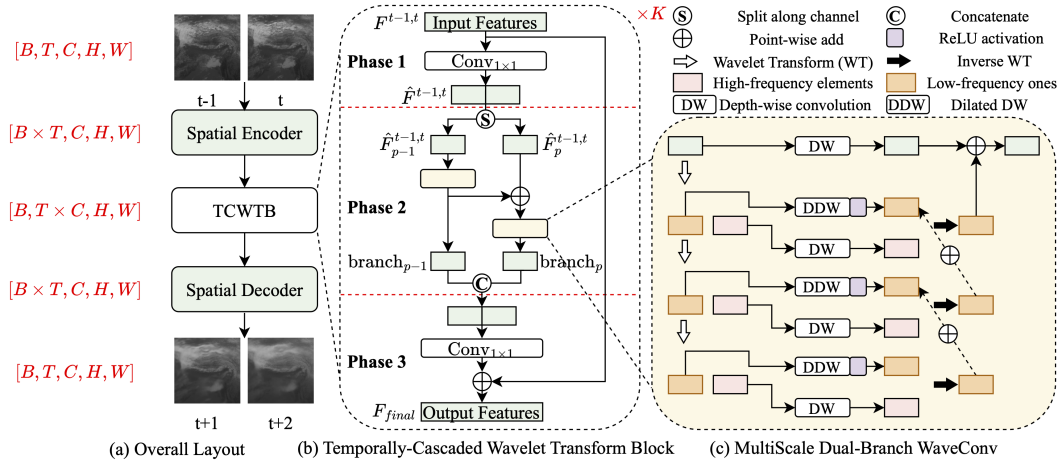 [B, T, C, H, W]
t-1
t
[B × T, C, H, W]
Spatial Encoder
[B, T × C, H, W]
TCWTB
[B × T, C, H, W]
Spatial Decoder
[B, T, C, H, W]
t+1
t+2
(a) Overall Layout
F^{t-1,t}
Input Features
×K
Phase 1
Conv_{1×1}
\hat{F}^{t-1,t}
S
\hat{F}_{p-1}^{t-1,t}
\hat{F}_{p}^{t-1,t}
Phase 2
branch_{p-1}
branch_{p}
C
Phase 3
Conv_{1×1}
F_{final}
Output Features
(b) Temporally-Cascaded Wavelet Transform Block
S Split along channel
C Concatenate
Point-wise add
ReLU activation
Wavelet Transform (WT)
Inverse WT
High-frequency elements
Low-frequency ones
DW Depth-wise convolution
DDW Dilated DW
DW
DDW
DW
DDW
DW
DDW
DW
(c) MultiScale Dual-Branch WaveConv